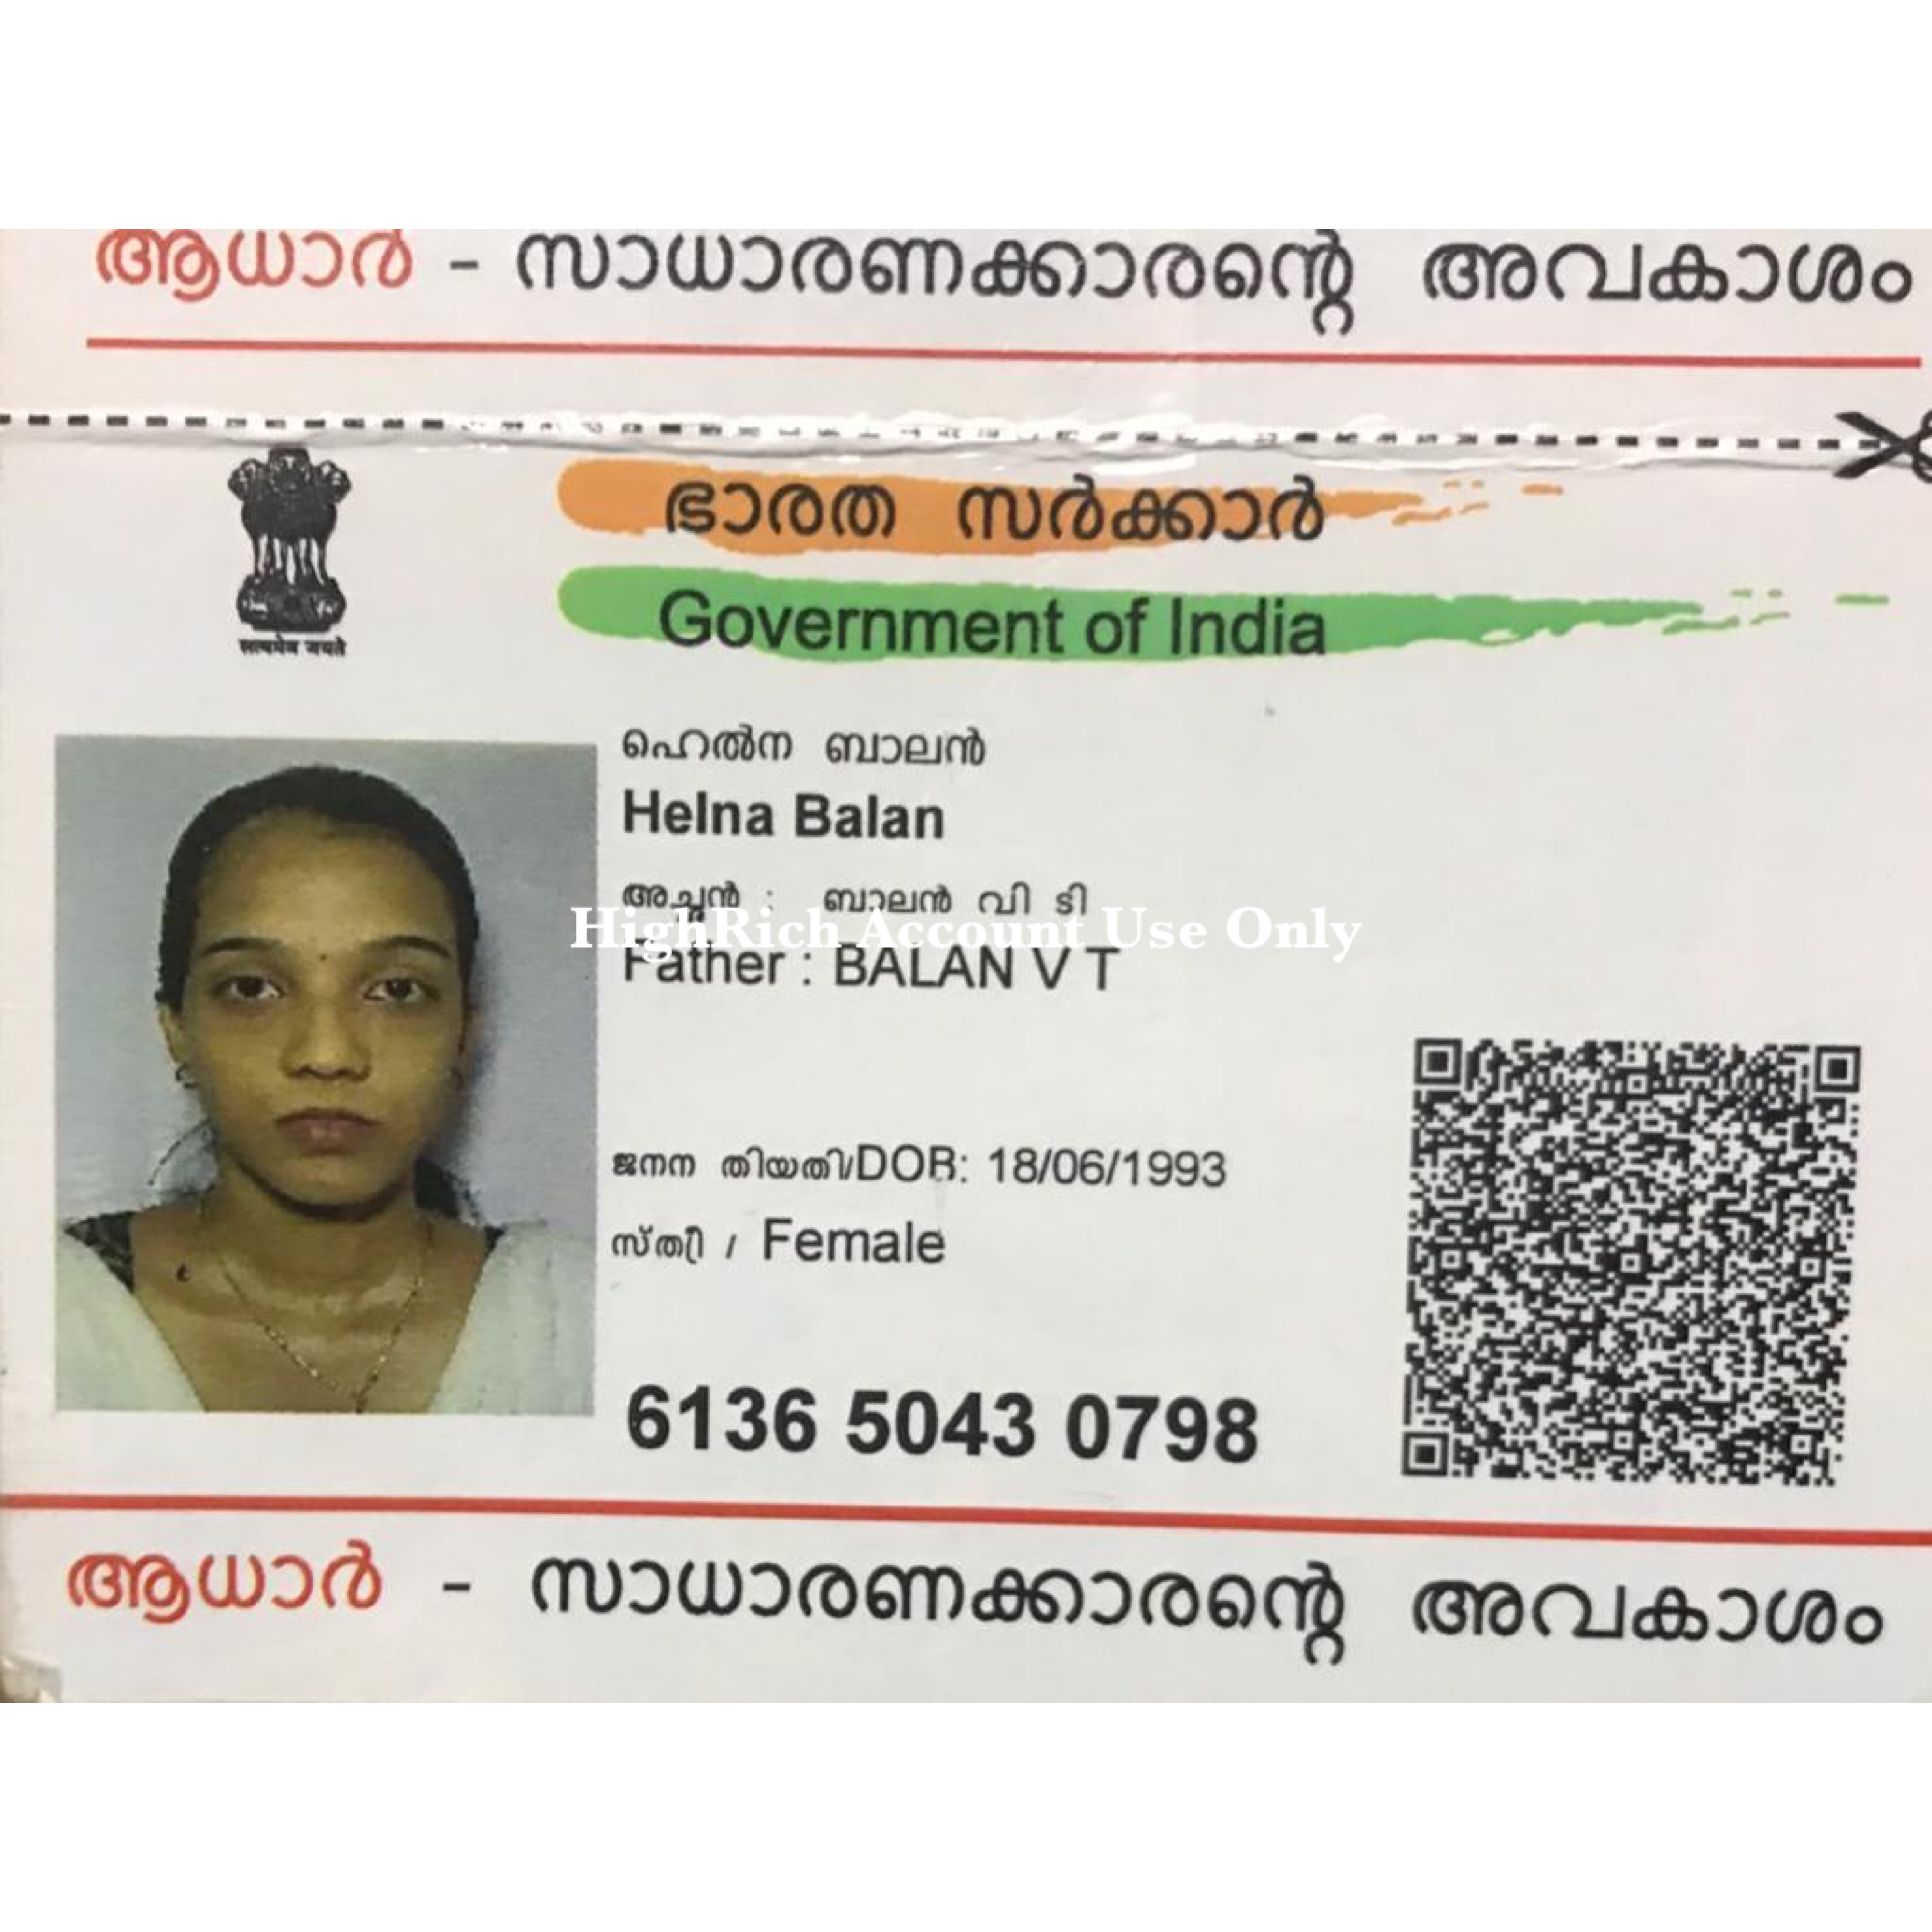 ആധാർ - സാധാരണക്കാരന്റെ അവകാശം
ഭാരത സർക്കാർ
Government of India
सत्यमेव जयते
ഹെൽന ബാലൻ
Helna Balan
അച്ഛൻ : ബാലൻ വി ടി
HighRich Account Use Only
Father : BALAN V T
ജനന തിയതി/DOB: 18/06/1993
സ്ത്രീ / Female
6136 5043 0798
ആധാർ - സാധാരണക്കാരന്റെ അവകാശം